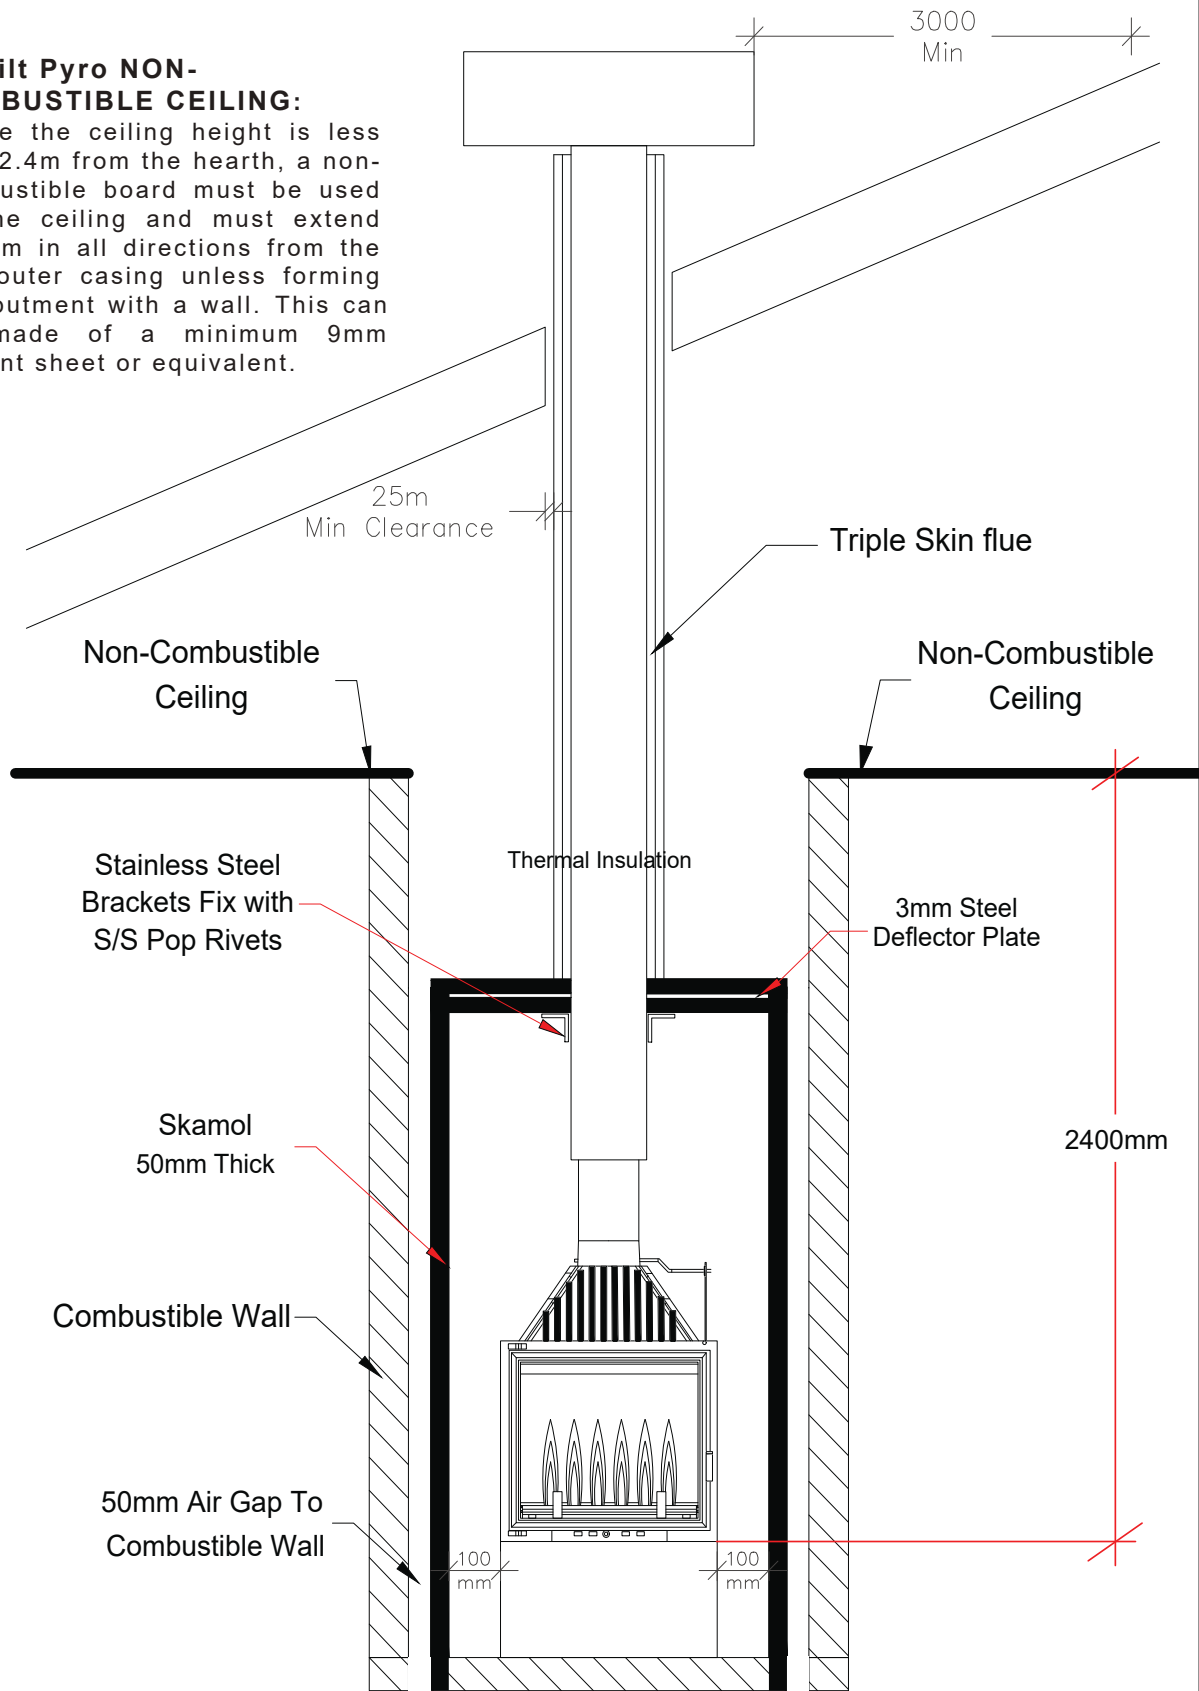 3000
Min
ilt Pyro NON-
BUSTIBLE CEILING:
e the ceiling height is less
2.4m from the hearth, a non-
ustible board must be used
ne ceiling and must extend
m in all directions from the
outer casing unless forming
outment with a wall. This can
made of a minimum 9mm
nt sheet or equivalent.
25m
Min Clearance
Triple Skin flue
Non-Combustible
Ceiling
Non-Combustible
Ceiling
Stainless Steel
Brackets Fix with
S/S Pop Rivets
Thermal Insulation
3mm Steel
Deflector Plate
Skamol
50mm Thick
2400mm
Combustible Wall
50mm Air Gap To
Combustible Wall
100
mm
100
mm